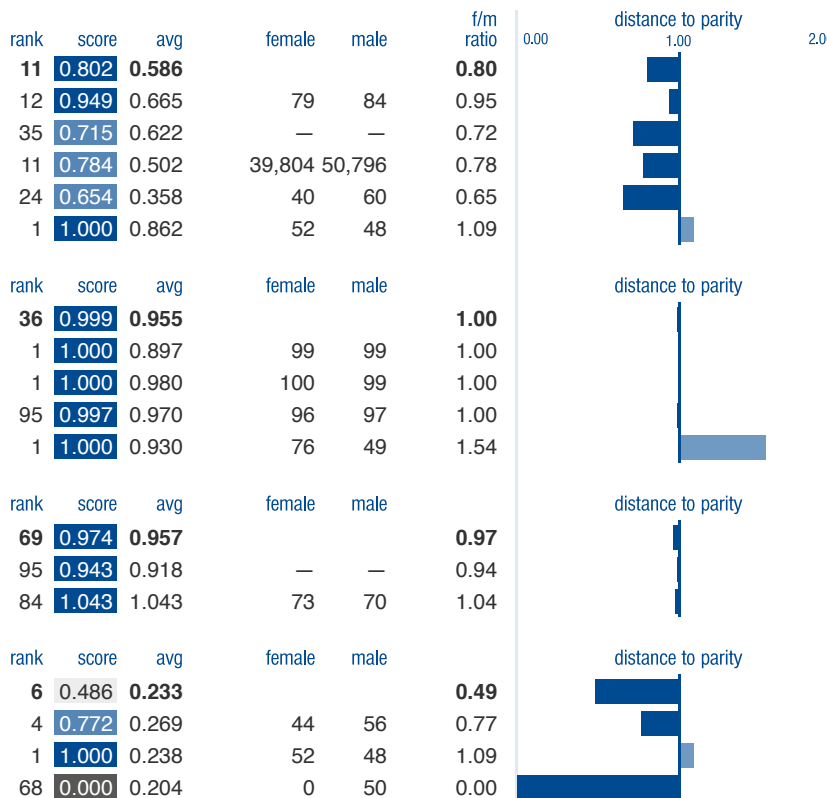 f/m distance to parity
rank score avg female male ratio 0.00 1.00 2.0
11 0.802 0.586 0.80
12 0.949 0.665 79 84 0.95
35 0.715 0.622 — — 0.72
11 0.784 0.502 39,804 50,796 0.78
24 0.654 0.358 40 60 0.65
1 1.000 0.862 52 48 1.09
rank score avg female male distance to parity
36 0.999 0.955 1.00
1 1.000 0.897 99 99 1.00
1 1.000 0.980 100 99 1.00
95 0.997 0.970 96 97 1.00
1 1.000 0.930 76 49 1.54
rank score avg female male distance to parity
69 0.974 0.957 0.97
95 0.943 0.918 — — 0.94
84 1.043 1.043 73 70 1.04
rank score avg female male distance to parity
6 0.486 0.233 0.49
4 0.772 0.269 44 56 0.77
1 1.000 0.238 52 48 1.09
68 0.000 0.204 0 50 0.00